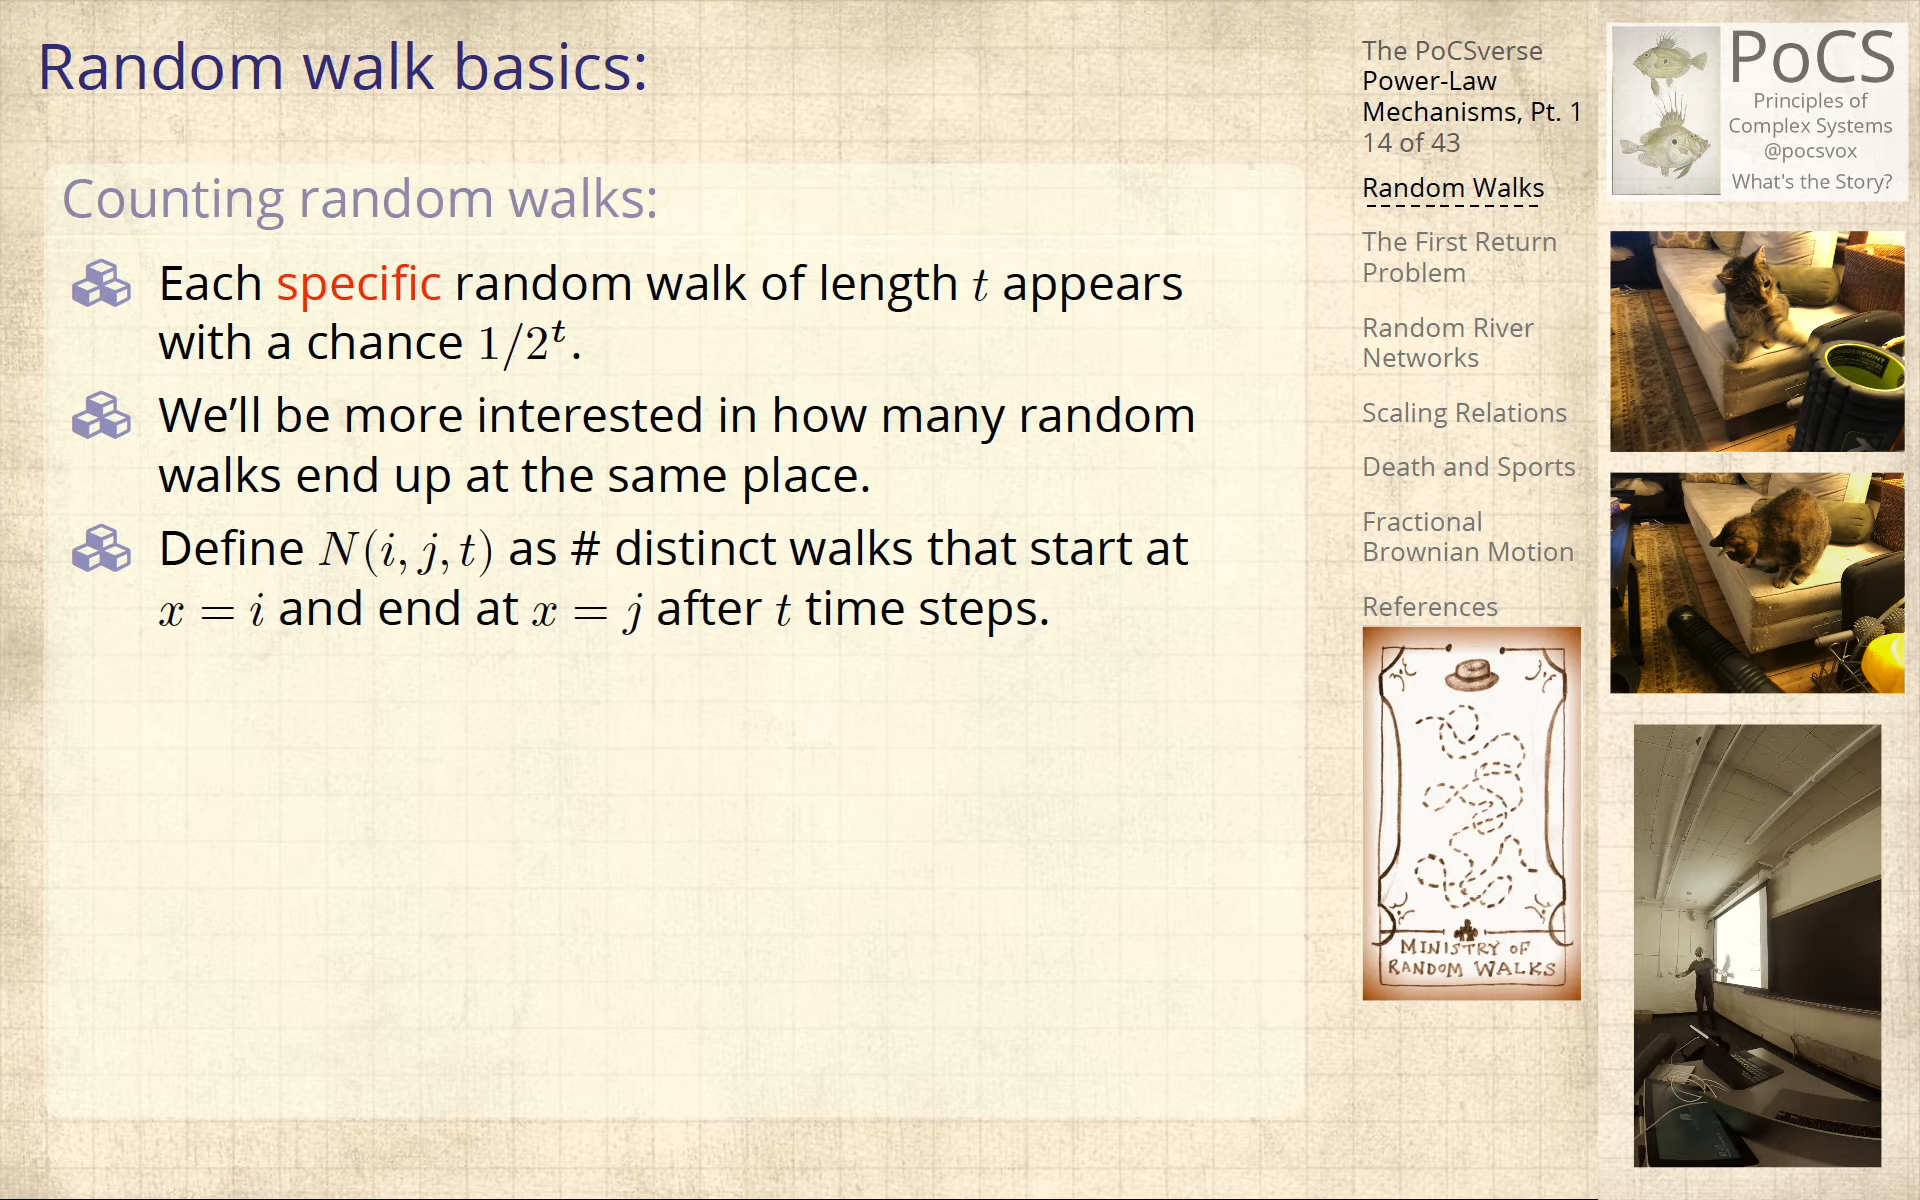 Random walk basics:
Counting random walks:
Each specific random walk of length t appears
with a chance 1/2^t.
We'll be more interested in how many random
walks end up at the same place.
Define N(i, j, t) as # distinct walks that start at
x = i and end at x = j after t time steps.
The PoCSverse
Power-Law
Mechanisms, Pt. 1
14 of 43
Random Walks
The First Return
Problem
Random River
Networks
Scaling Relations
Death and Sports
Fractional
Brownian Motion
References
MINISTRY OF
RANDOM WALKS
PoCS
Principles of
Complex Systems
@pocsvox
What's the Story?